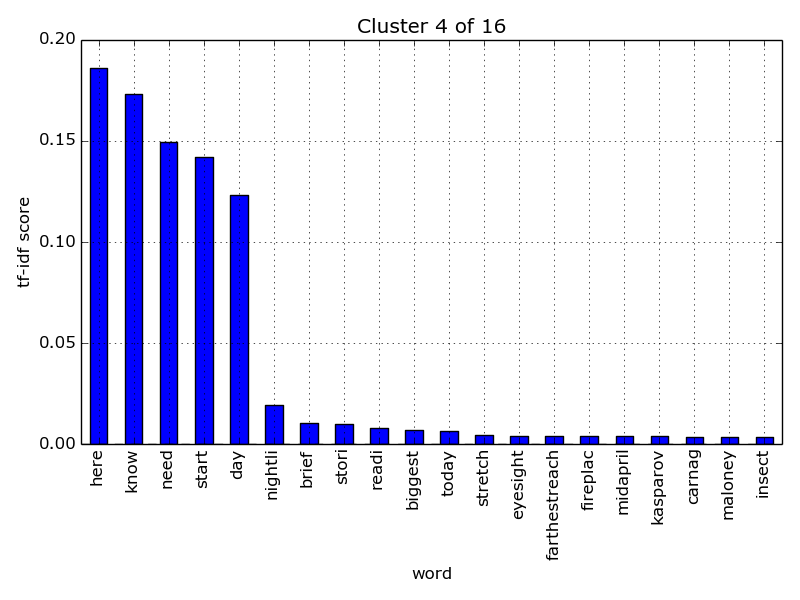 Cluster 4 of 16
tf-idf score
0.20
0.15
0.10
0.05
0.00
here
know
need
start
day
nightli
brief
stori
readi
biggest
today
stretch
eyesight
farthestreach
fireplac
midapril
kasparov
carnag
maloney
insect
word